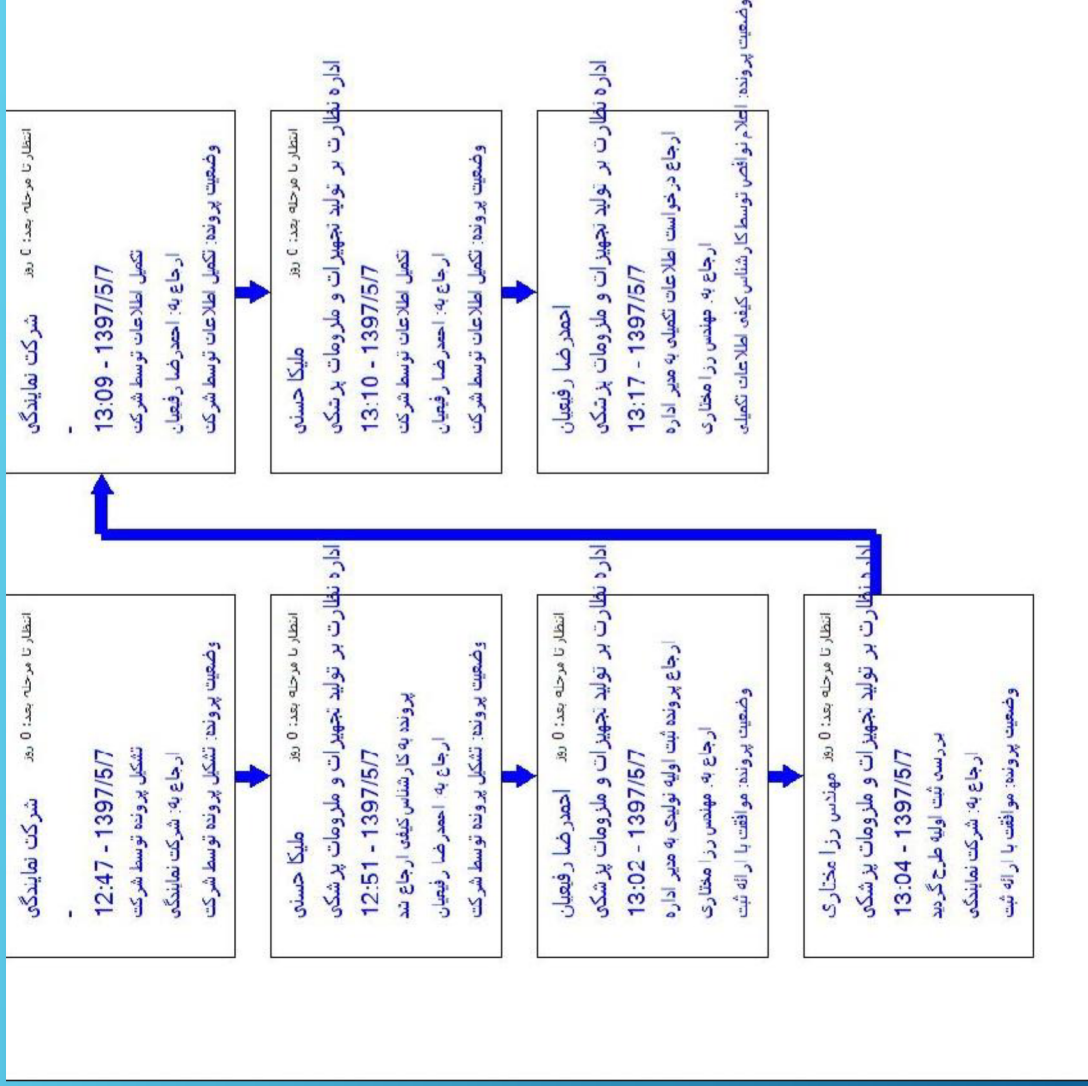 شرکت نمایندگی
انتظار تا مرحله بعد: 0 روز
-
12:47 - 1397/5/7
تشکیل پرونده توسط شرکت
ارجاع به: شرکت نمایندگی
وضعیت پرونده: تشکیل پرونده توسط شرکت
ملیکا حسنی
انتظار تا مرحله بعد: 0 روز
اداره نظارت بر تولید تجهیزات و ملزومات پزشکی
12:51 - 1397/5/7
پرونده به کارشناس کیفی ارجاع شد
ارجاع به: احمدرضا رفیعیان
وضعیت پرونده: تشکیل پرونده توسط شرکت
احمدرضا رفیعیان
انتظار تا مرحله بعد: 0 روز
اداره نظارت بر تولید تجهیزات و ملزومات پزشکی
13:02 - 1397/5/7
ارجاع پرونده ثبت اولیه تولیدی به مدیر اداره
ارجاع به: مهندس رزا مختاری
وضعیت پرونده: موافقت با ارائه ثبت
مهندس رزا مختاری
انتظار تا مرحله بعد: 0 روز
اداره نظارت بر تولید تجهیزات و ملزومات پزشکی
13:04 - 1397/5/7
بررسی ثبت اولیه طرح گردید
ارجاع به: شرکت نمایندگی
وضعیت پرونده: موافقت با ارائه ثبت
شرکت نمایندگی
انتظار تا مرحله بعد: 0 روز
-
13:09 - 1397/5/7
تکمیل اطلاعات توسط شرکت
ارجاع به: احمدرضا رفیعیان
وضعیت پرونده: تکمیل اطلاعات توسط شرکت
ملیکا حسنی
انتظار تا مرحله بعد: 0 روز
اداره نظارت بر تولید تجهیزات و ملزومات پزشکی
13:10 - 1397/5/7
تکمیل اطلاعات توسط شرکت
ارجاع به: احمدرضا رفیعیان
وضعیت پرونده: تکمیل اطلاعات توسط شرکت
احمدرضا رفیعیان
اداره نظارت بر تولید تجهیزات و ملزومات پزشکی
13:17 - 1397/5/7
ارجاع درخواست اطلاعات تکمیلی به مدیر اداره
ارجاع به: مهندس رزا مختاری
وضعیت پرونده: اعلام نواقص توسط کارشناس کیفی اطلاعات تکمیلی